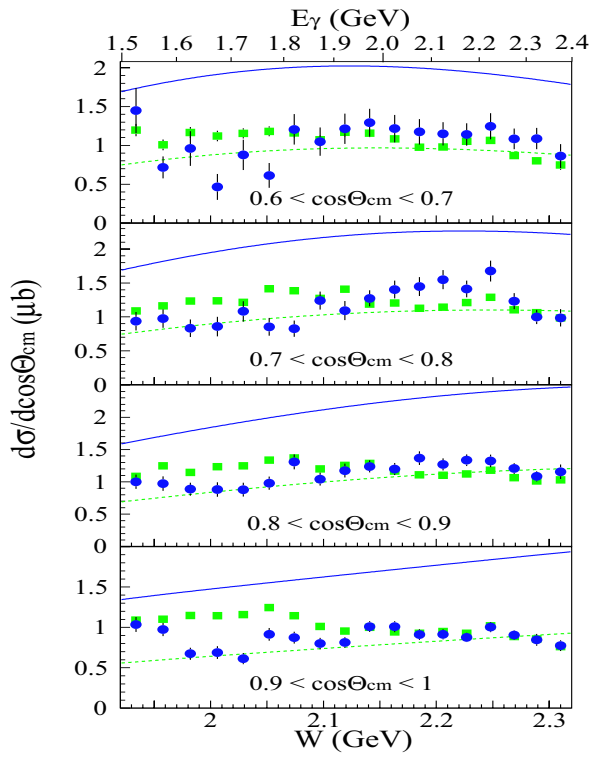 Eγ (GeV)
1.5 1.6 1.7 1.8 1.9 2.0 2.1 2.2 2.3 2.4
2
1.5
1
0.5
0
0.6 < cosΘcm < 0.7
2
1.5
1
0.5
0
0.7 < cosΘcm < 0.8
dσ/dcosΘcm (μb)
2
1.5
1
0.5
0
0.8 < cosΘcm < 0.9
2
1.5
1
0.5
0
0.9 < cosΘcm < 1
2 2.1 2.2 2.3
W (GeV)